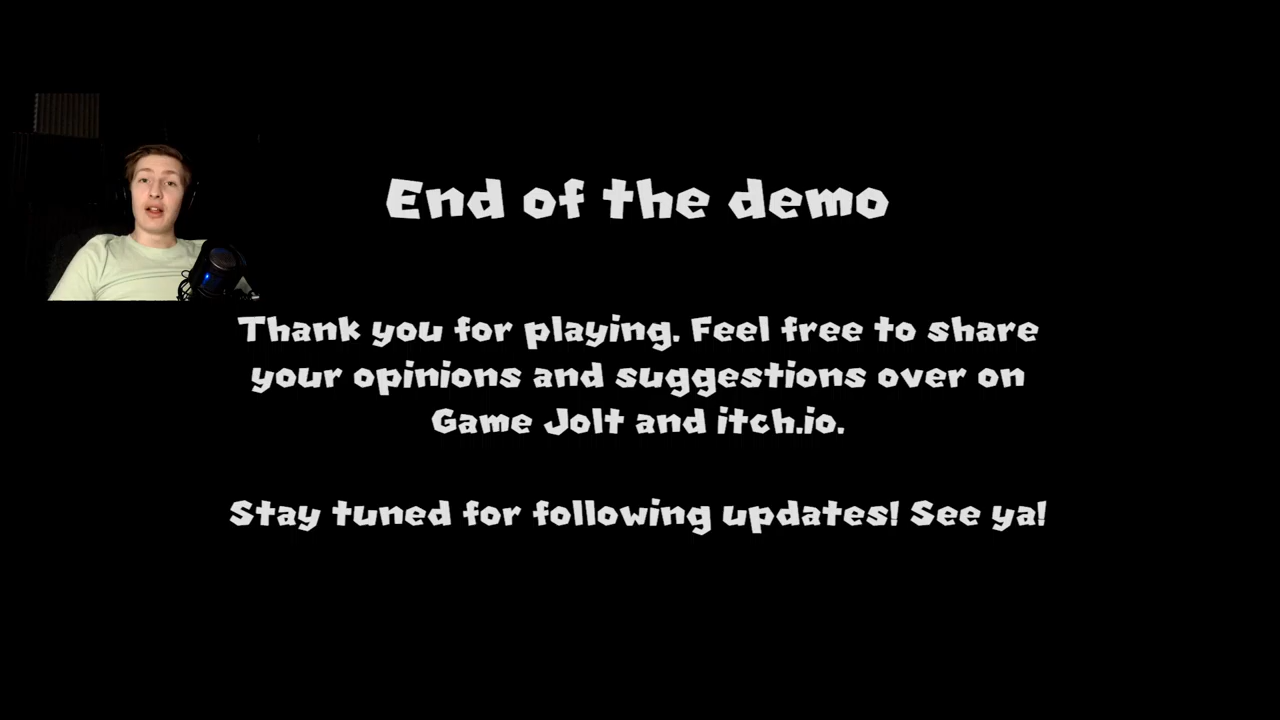 End of the demo
Thank you for playing. Feel free to share
your opinions and suggestions over on
Game Jolt and itch.io.
Stay tuned for following updates! See ya!